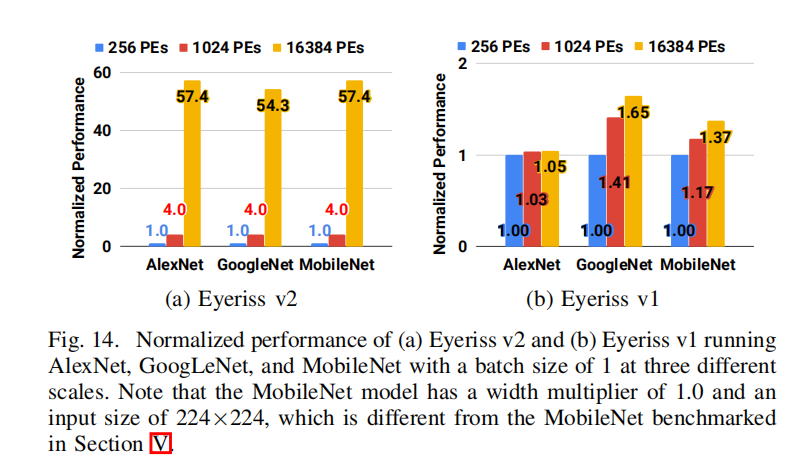 256 PEs 1024 PEs 16384 PEs
Normalized Performance
60
40
20
0
1.0 4.0 57.4
1.0 4.0 54.3
1.0 4.0 57.4
AlexNet GoogleNet MobileNet
(a) Eyeriss v2
256 PEs 1024 PEs 16384 PEs
Normalized Performance
2
1
0
1.00 1.03 1.05
1.00 1.41 1.65
1.00 1.17 1.37
AlexNet GoogleNet MobileNet
(b) Eyeriss v1
Fig. 14. Normalized performance of (a) Eyeriss v2 and (b) Eyeriss v1 running
AlexNet, GoogLeNet, and MobileNet with a batch size of 1 at three different
scales. Note that the MobileNet model has a width multiplier of 1.0 and an
input size of 224×224, which is different from the MobileNet benchmarked
in Section V.